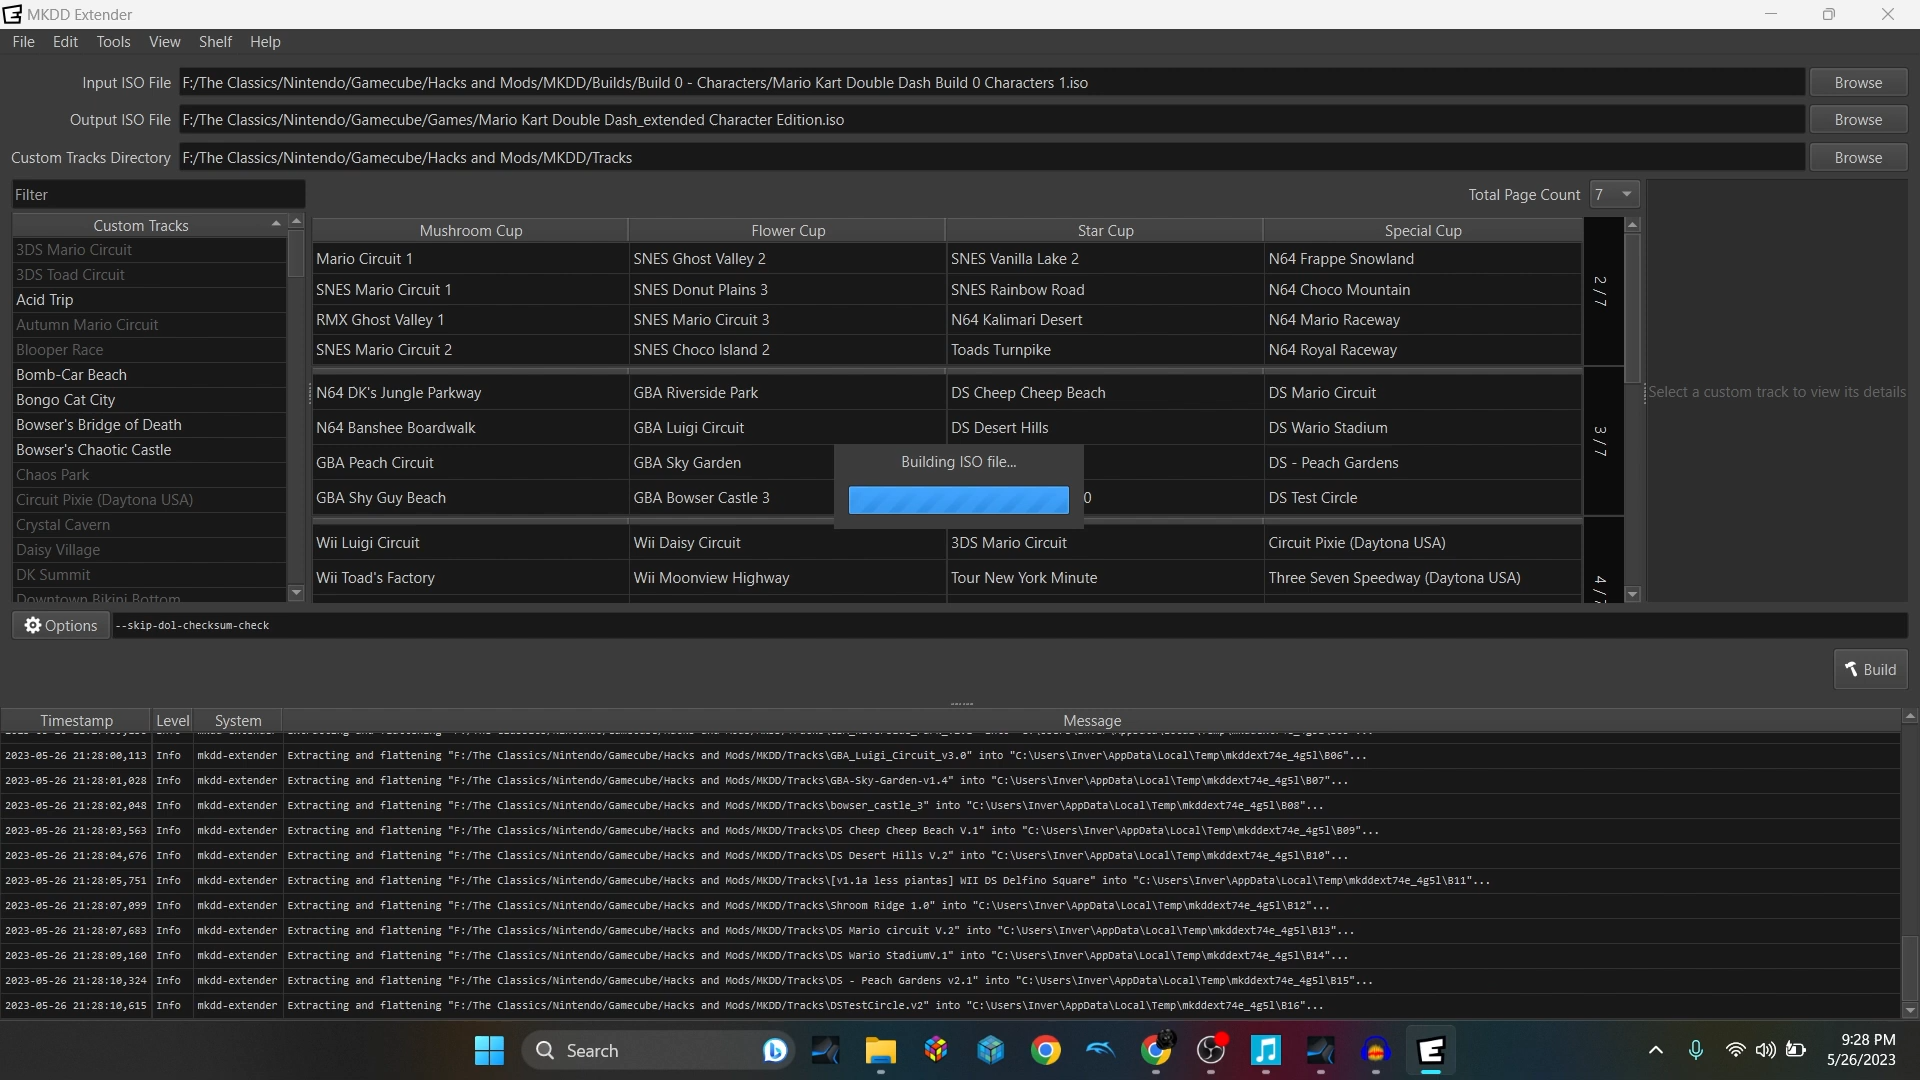 MKDD Extender
File Edit Tools View Shelf Help
Input ISO File F:/The Classics/Nintendo/Gamecube/Hacks and Mods/MKDD/Builds/Build 0 - Characters/Mario Kart Double Dash Build 0 Characters 1.iso Browse
Output ISO File F:/The Classics/Nintendo/Gamecube/Games/Mario Kart Double Dash_extended Character Edition.iso Browse
Custom Tracks Directory F:/The Classics/Nintendo/Gamecube/Hacks and Mods/MKDD/Tracks Browse
Filter
Total Page Count 7
Custom Tracks
3DS Mario Circuit
3DS Toad Circuit
Acid Trip
Autumn Mario Circuit
Blooper Race
Bomb-Car Beach
Bongo Cat City
Bowser's Bridge of Death
Bowser's Chaotic Castle
Chaos Park
Circuit Pixie (Daytona USA)
Crystal Cavern
Daisy Village
DK Summit
Downtown Bikini Bottom
Mushroom Cup Flower Cup Star Cup Special Cup
Mario Circuit 1 SNES Ghost Valley 2 SNES Vanilla Lake 2 N64 Frappe Snowland
SNES Mario Circuit 1 SNES Donut Plains 3 SNES Rainbow Road N64 Choco Mountain
RMX Ghost Valley 1 SNES Mario Circuit 3 N64 Kalimari Desert N64 Mario Raceway
SNES Mario Circuit 2 SNES Choco Island 2 Toads Turnpike N64 Royal Raceway
2/7
N64 DK's Jungle Parkway GBA Riverside Park DS Cheep Cheep Beach DS Mario Circuit
N64 Banshee Boardwalk GBA Luigi Circuit DS Desert Hills DS Wario Stadium
GBA Peach Circuit GBA Sky Garden DS - Peach Gardens
GBA Shy Guy Beach GBA Bowser Castle 3 0 DS Test Circle
3/7
Wii Luigi Circuit Wii Daisy Circuit 3DS Mario Circuit Circuit Pixie (Daytona USA)
Wii Toad's Factory Wii Moonview Highway Tour New York Minute Three Seven Speedway (Daytona USA)
4/7
Building ISO file...
Select a custom track to view its details
Options --skip-dol-checksum-check
Build
Timestamp Level System Message
2023-05-26 21:28:00,113 Info mkdd-extender Extracting and flattening "F:/The Classics/Nintendo/Gamecube/Hacks and Mods/MKDD/Tracks\GBA_Luigi_Circuit_v3.0" into "C:\Users\Inver\AppData\Local\Temp\mkddext74e_4g5l\B06"...
2023-05-26 21:28:01,028 Info mkdd-extender Extracting and flattening "F:/The Classics/Nintendo/Gamecube/Hacks and Mods/MKDD/Tracks\GBA-Sky-Garden-v1.4" into "C:\Users\Inver\AppData\Local\Temp\mkddext74e_4g5l\B07"...
2023-05-26 21:28:02,048 Info mkdd-extender Extracting and flattening "F:/The Classics/Nintendo/Gamecube/Hacks and Mods/MKDD/Tracks\bowser_castle_3" into "C:\Users\Inver\AppData\Local\Temp\mkddext74e_4g5l\B08"...
2023-05-26 21:28:03,563 Info mkdd-extender Extracting and flattening "F:/The Classics/Nintendo/Gamecube/Hacks and Mods/MKDD/Tracks\DS Cheep Cheep Beach V.1" into "C:\Users\Inver\AppData\Local\Temp\mkddext74e_4g5l\B09"...
2023-05-26 21:28:04,676 Info mkdd-extender Extracting and flattening "F:/The Classics/Nintendo/Gamecube/Hacks and Mods/MKDD/Tracks\DS Desert Hills V.2" into "C:\Users\Inver\AppData\Local\Temp\mkddext74e_4g5l\B10"...
2023-05-26 21:28:05,751 Info mkdd-extender Extracting and flattening "F:/The Classics/Nintendo/Gamecube/Hacks and Mods/MKDD/Tracks\[v1.1a less piantas] WII DS Delfino Square" into "C:\Users\Inver\AppData\Local\Temp\mkddext74e_4g5l\B11"...
2023-05-26 21:28:07,099 Info mkdd-extender Extracting and flattening "F:/The Classics/Nintendo/Gamecube/Hacks and Mods/MKDD/Tracks\Shroom Ridge 1.0" into "C:\Users\Inver\AppData\Local\Temp\mkddext74e_4g5l\B12"...
2023-05-26 21:28:07,683 Info mkdd-extender Extracting and flattening "F:/The Classics/Nintendo/Gamecube/Hacks and Mods/MKDD/Tracks\DS Mario circuit V.2" into "C:\Users\Inver\AppData\Local\Temp\mkddext74e_4g5l\B13"...
2023-05-26 21:28:09,160 Info mkdd-extender Extracting and flattening "F:/The Classics/Nintendo/Gamecube/Hacks and Mods/MKDD/Tracks\DS Wario StadiumV.1" into "C:\Users\Inver\AppData\Local\Temp\mkddext74e_4g5l\B14"...
2023-05-26 21:28:10,324 Info mkdd-extender Extracting and flattening "F:/The Classics/Nintendo/Gamecube/Hacks and Mods/MKDD/Tracks\DS - Peach Gardens v2.1" into "C:\Users\Inver\AppData\Local\Temp\mkddext74e_4g5l\B15"...
2023-05-26 21:28:10,615 Info mkdd-extender Extracting and flattening "F:/The Classics/Nintendo/Gamecube/Hacks and Mods/MKDD/Tracks\DSTestCircle.v2" into "C:\Users\Inver\AppData\Local\Temp\mkddext74e_4g5l\B16"...
Search
9:28 PM
5/26/2023